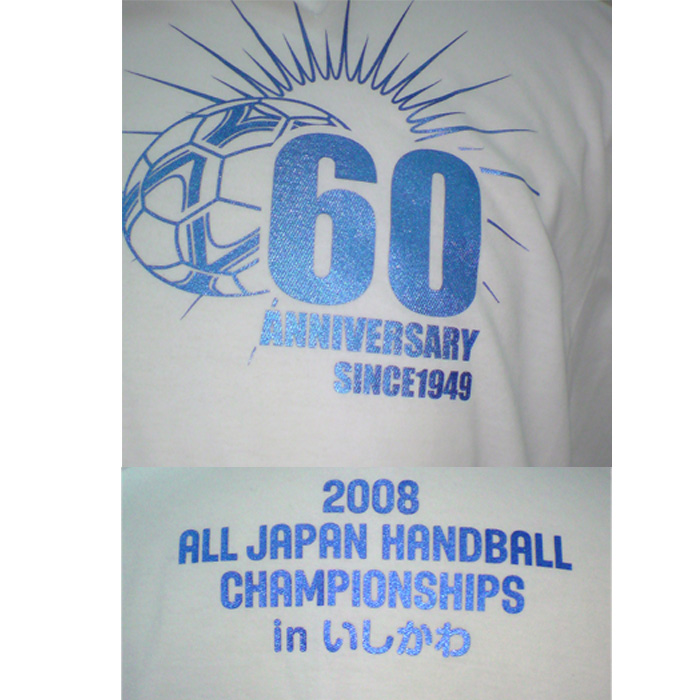 60
ANNIVERSARY
SINCE1949
2008
ALL JAPAN HANDBALL
CHAMPIONSHIPS
in いしかわ